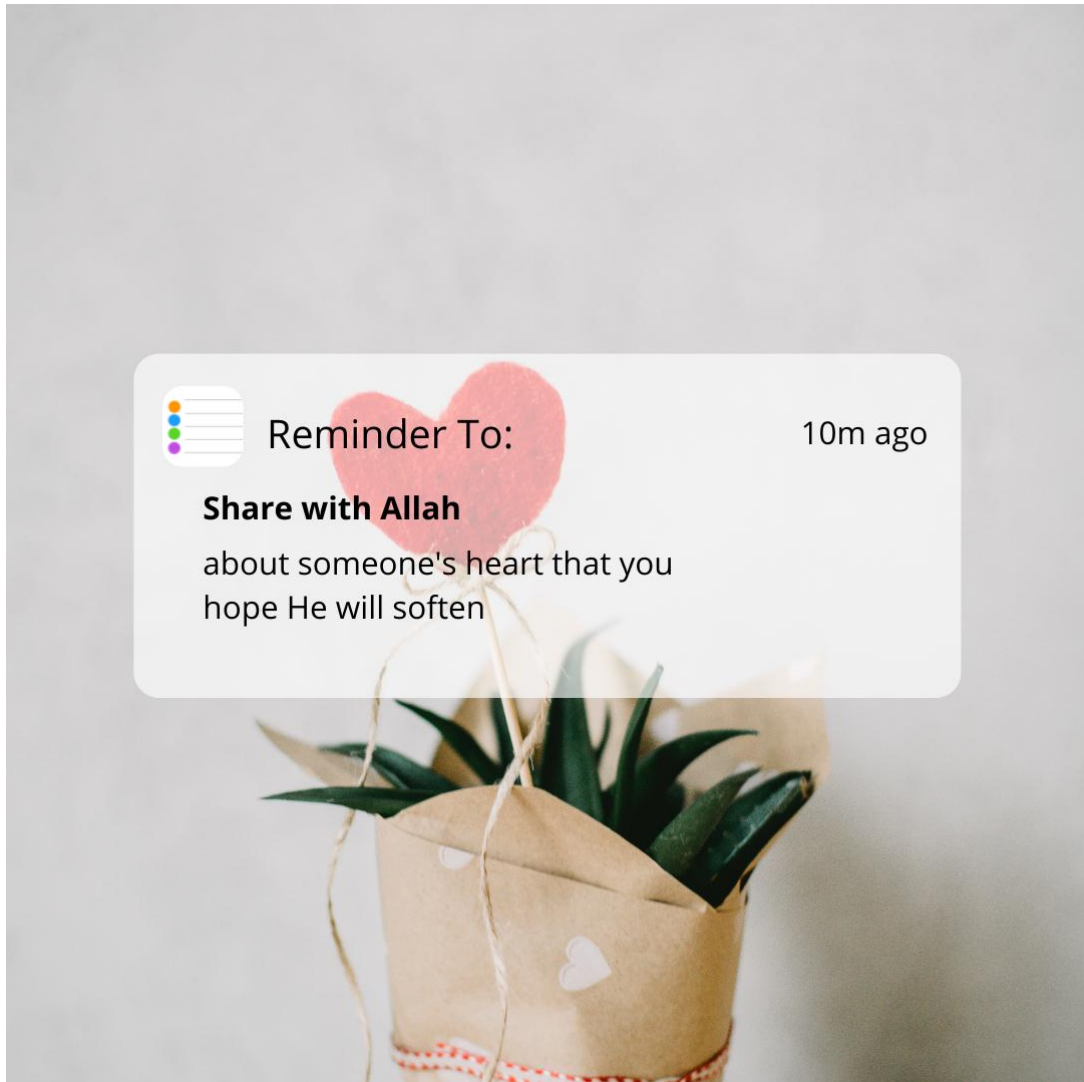 Reminder To:
10m ago
Share with Allah
about someone's heart that you
hope He will soften